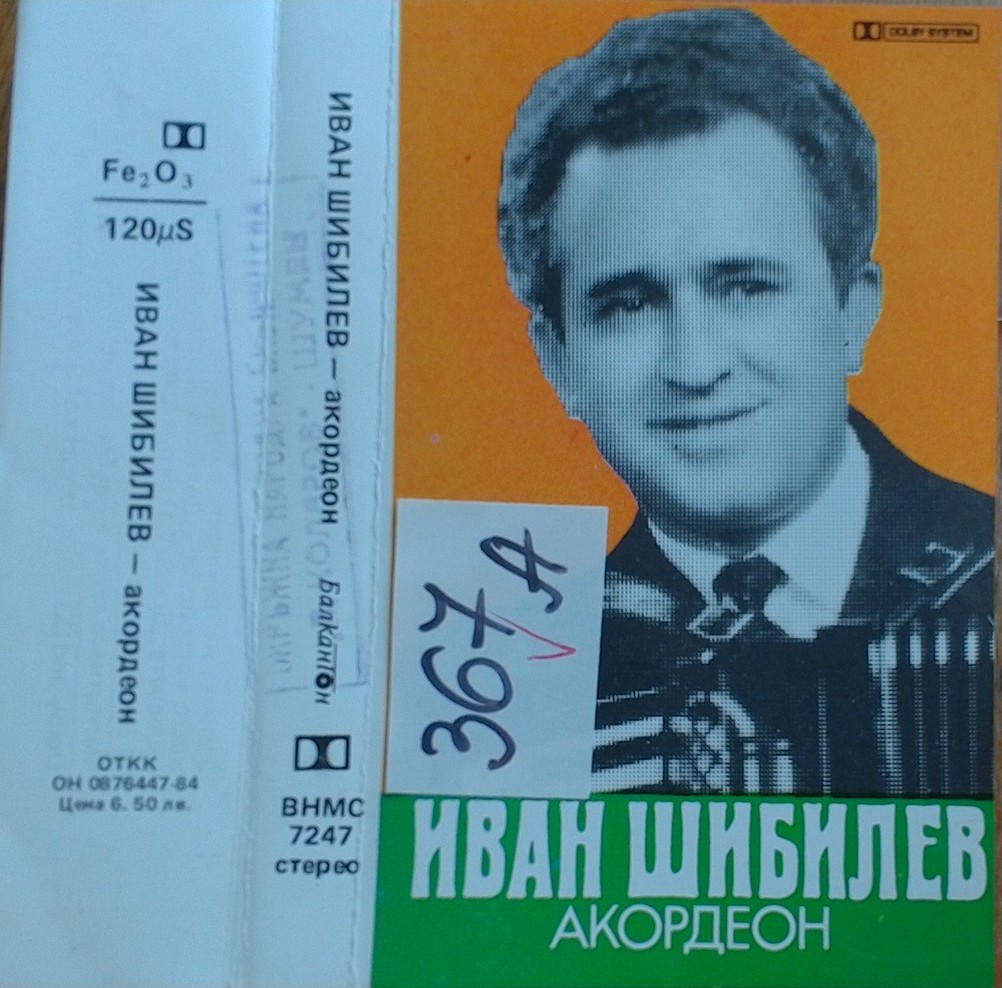 Fe₂O₃
120µS
ИВАН ШИБИЛЕВ — акордеон
ОТКК
ОН 0876447-84
Цена 6. 50 лв.
ИВАН ШИБИЛЕВ — акордеон
Балкантон
ВНМС
7247
стерео
DOLBY SYSTEM
367 А
ИВАН ШИБИЛЕВ
АКОРДЕОН